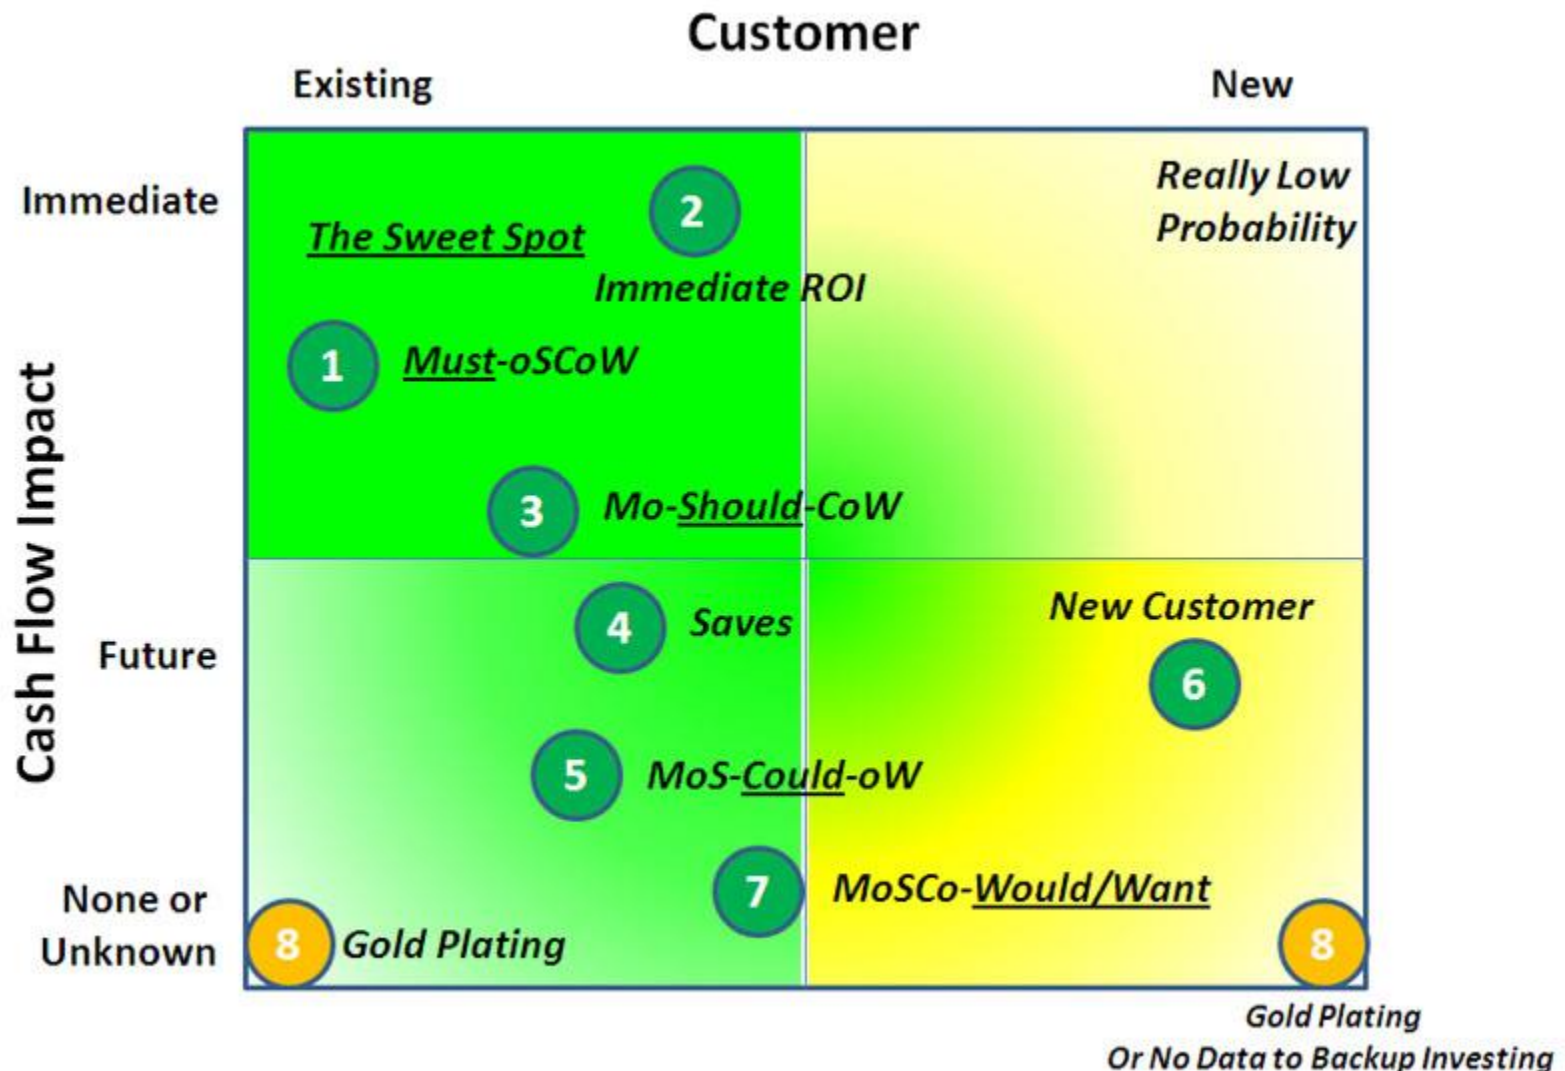 Customer
Existing
New
Immediate
2
Really Low
Probability
The Sweet Spot
Immediate ROI
1
Must-oSCoW
Cash Flow Impact
3
Mo-Should-CoW
4
Saves
New Customer
Future
6
5
MoS-Could-oW
7
MoSCo-Would/Want
None or
Unknown
8
Gold Plating
8
Gold Plating
Or No Data to Backup Investing